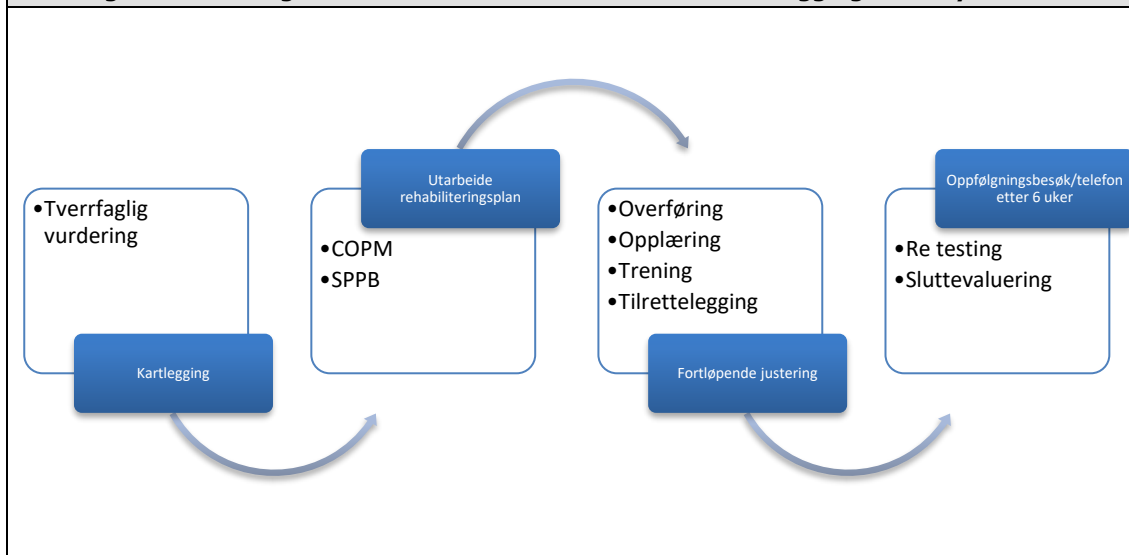 •Tverrfaglig
vurdering
Kartlegging
Utarbeide
rehabiliteringsplan
•COPM
•SPPB
•Overføring
•Opplæring
•Trening
•Tilrettelegging
Fortløpende justering
Oppfølgningsbesøk/telefon
etter 6 uker
•Re testing
•Sluttevaluering